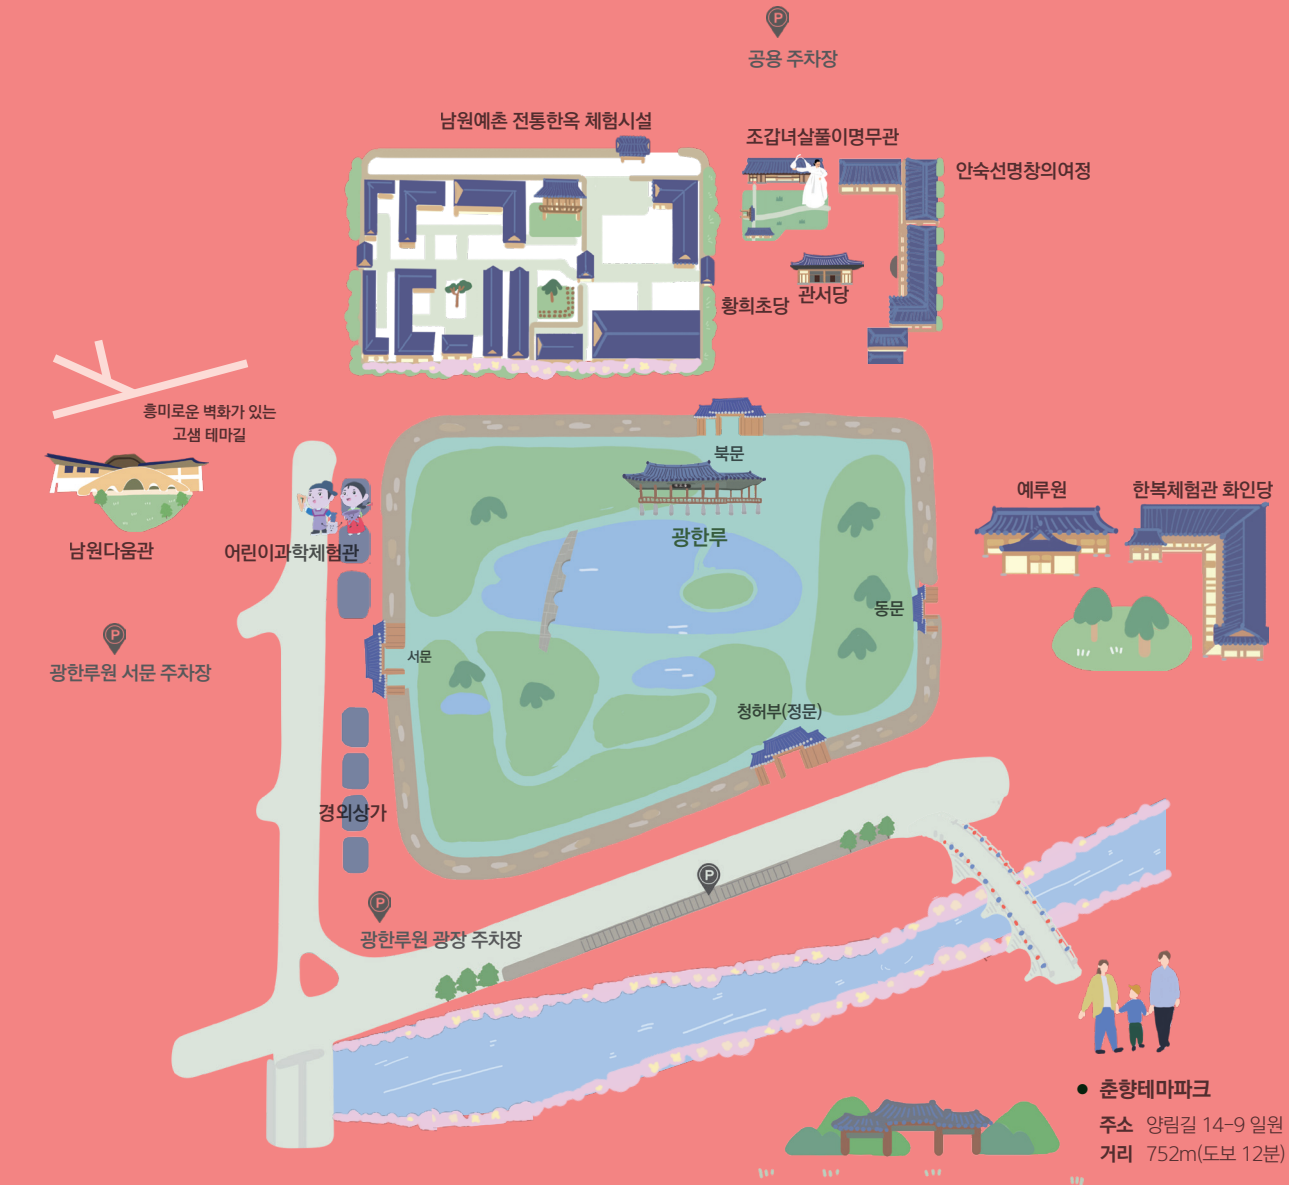 P
공용 주차장
남원예촌 전통한옥 체험시설
조갑녀살풀이명무관
안숙선명창의여정
황희초당
관서당
흥미로운 벽화가 있는
고샘 테마길
남원다움관
어린이과학체험관
북문
광한루
동문
서문
청허부(정문)
예루원
한복체험관 화인당
P
광한루원 서문 주차장
경외상가
P
P
광한루원 광장 주차장
춘향테마파크
주소 양림길 14-9 일원
거리 752m(도보 12분)